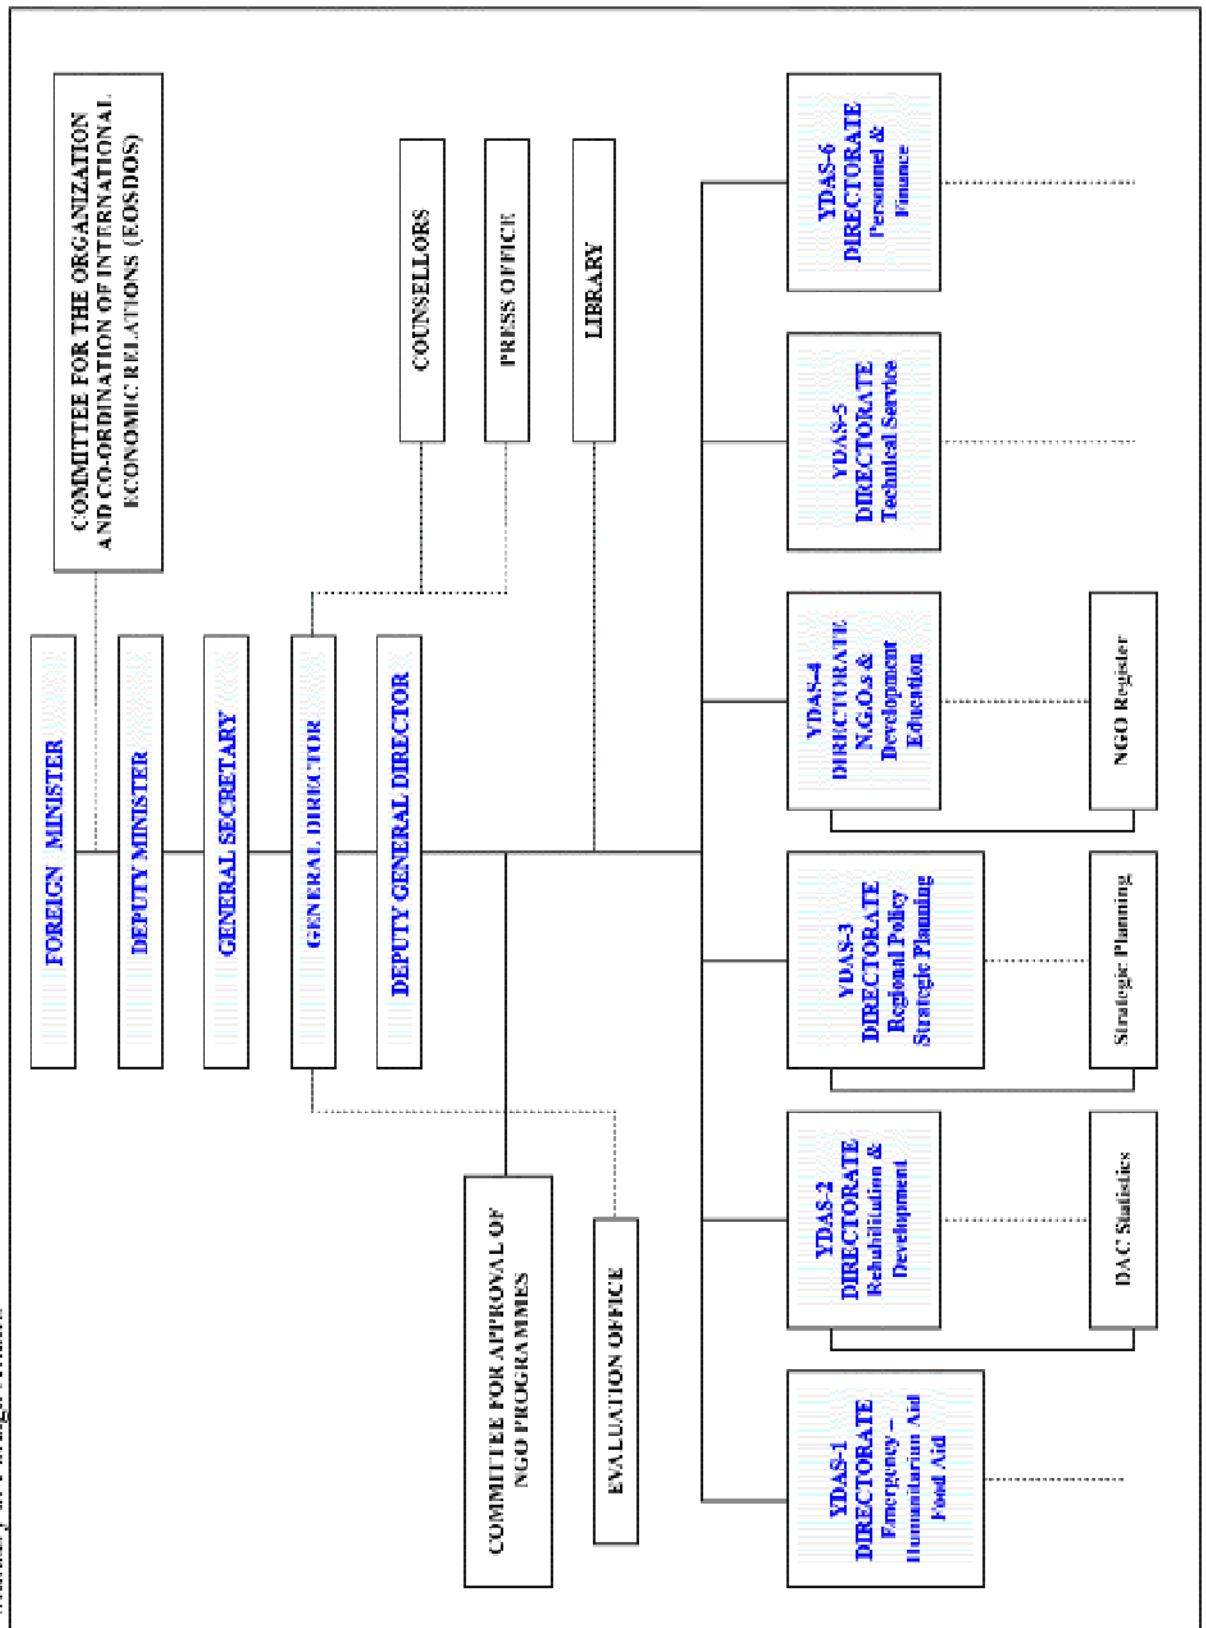 FOREIGN MINISTER
COMMITTEE FOR THE ORGANIZATION
AND CO-ORDINATION OF INTERNATIONAL
ECONOMIC RELATIONS (EOSDOS)
DEPUTY MINISTER
GENERAL SECRETARY
GENERAL DIRECTOR
DEPUTY GENERAL DIRECTOR
COUNSELLORS
PRESS OFFICE
LIBRARY
COMMITTEE FOR APPROVAL OF
NGO PROGRAMMES
EVALUATION OFFICE
YDAS-1
DIRECTORATE
Emergency –
Humanitarian Aid
Food Aid
YDAS-2
DIRECTORATE
Rehabilitation &
Development
YDAS-3
DIRECTORATE
Regional Policy
Strategic Planning
YDAS-4
DIRECTORATE
N.G.O.s &
Development
Education
YDAS-5
DIRECTORATE
Technical Service
YDAS-6
DIRECTORATE
Personnel &
Finance
DAC Statistics
Strategic Planning
NGO Register